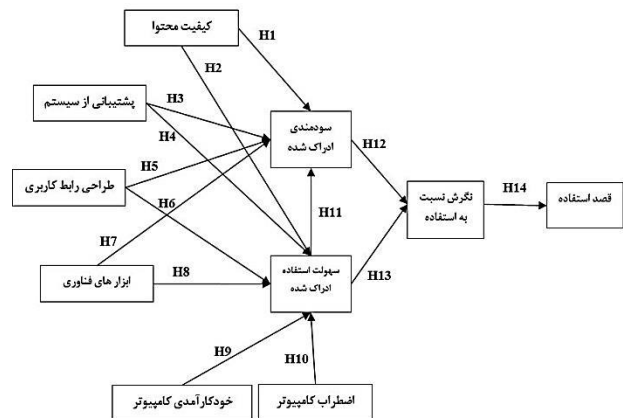 کیفیت محتوا
H1
H2
پشتیبانی از سیستم
H3
H4
سودمندی
ادراک شده
H5
H12
طراحی رابط کاربری
H6
H11
نگرش نسبت
به استفاده
H14
قصد استفاده
H7
ابزار های فناوری
H8
سهولت استفاده
ادراک شده
H13
H9
H10
خودکارآمدی کامپیوتر
اضطراب کامپیوتر